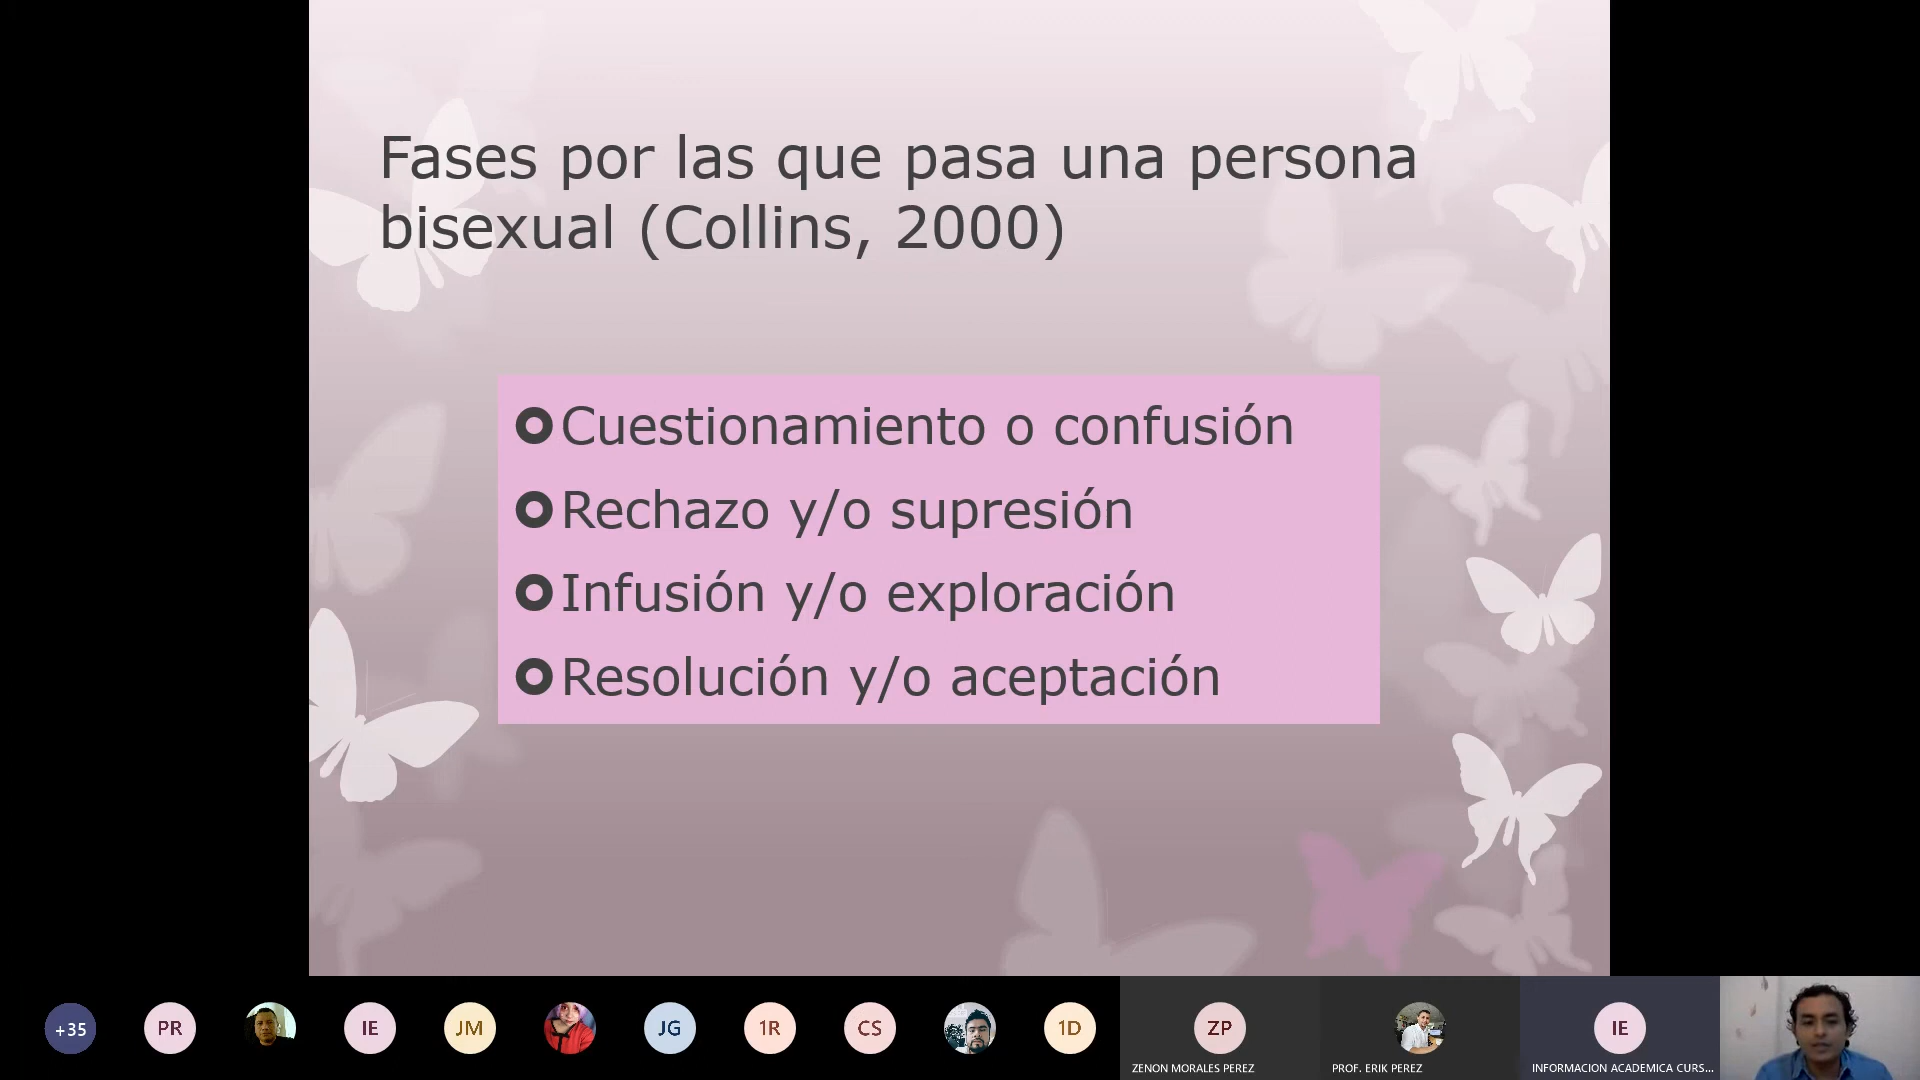 Fases por las que pasa una persona
bisexual (Collins, 2000)
Cuestionamiento o confusión
Rechazo y/o supresión
Infusión y/o exploración
Resolución y/o aceptación
+35
PR
IE
JM
JG
1R
CS
1D
ZP
ZENON MORALES PEREZ
PROF. ERIK PEREZ
IE
INFORMACION ACADEMICA CURS...